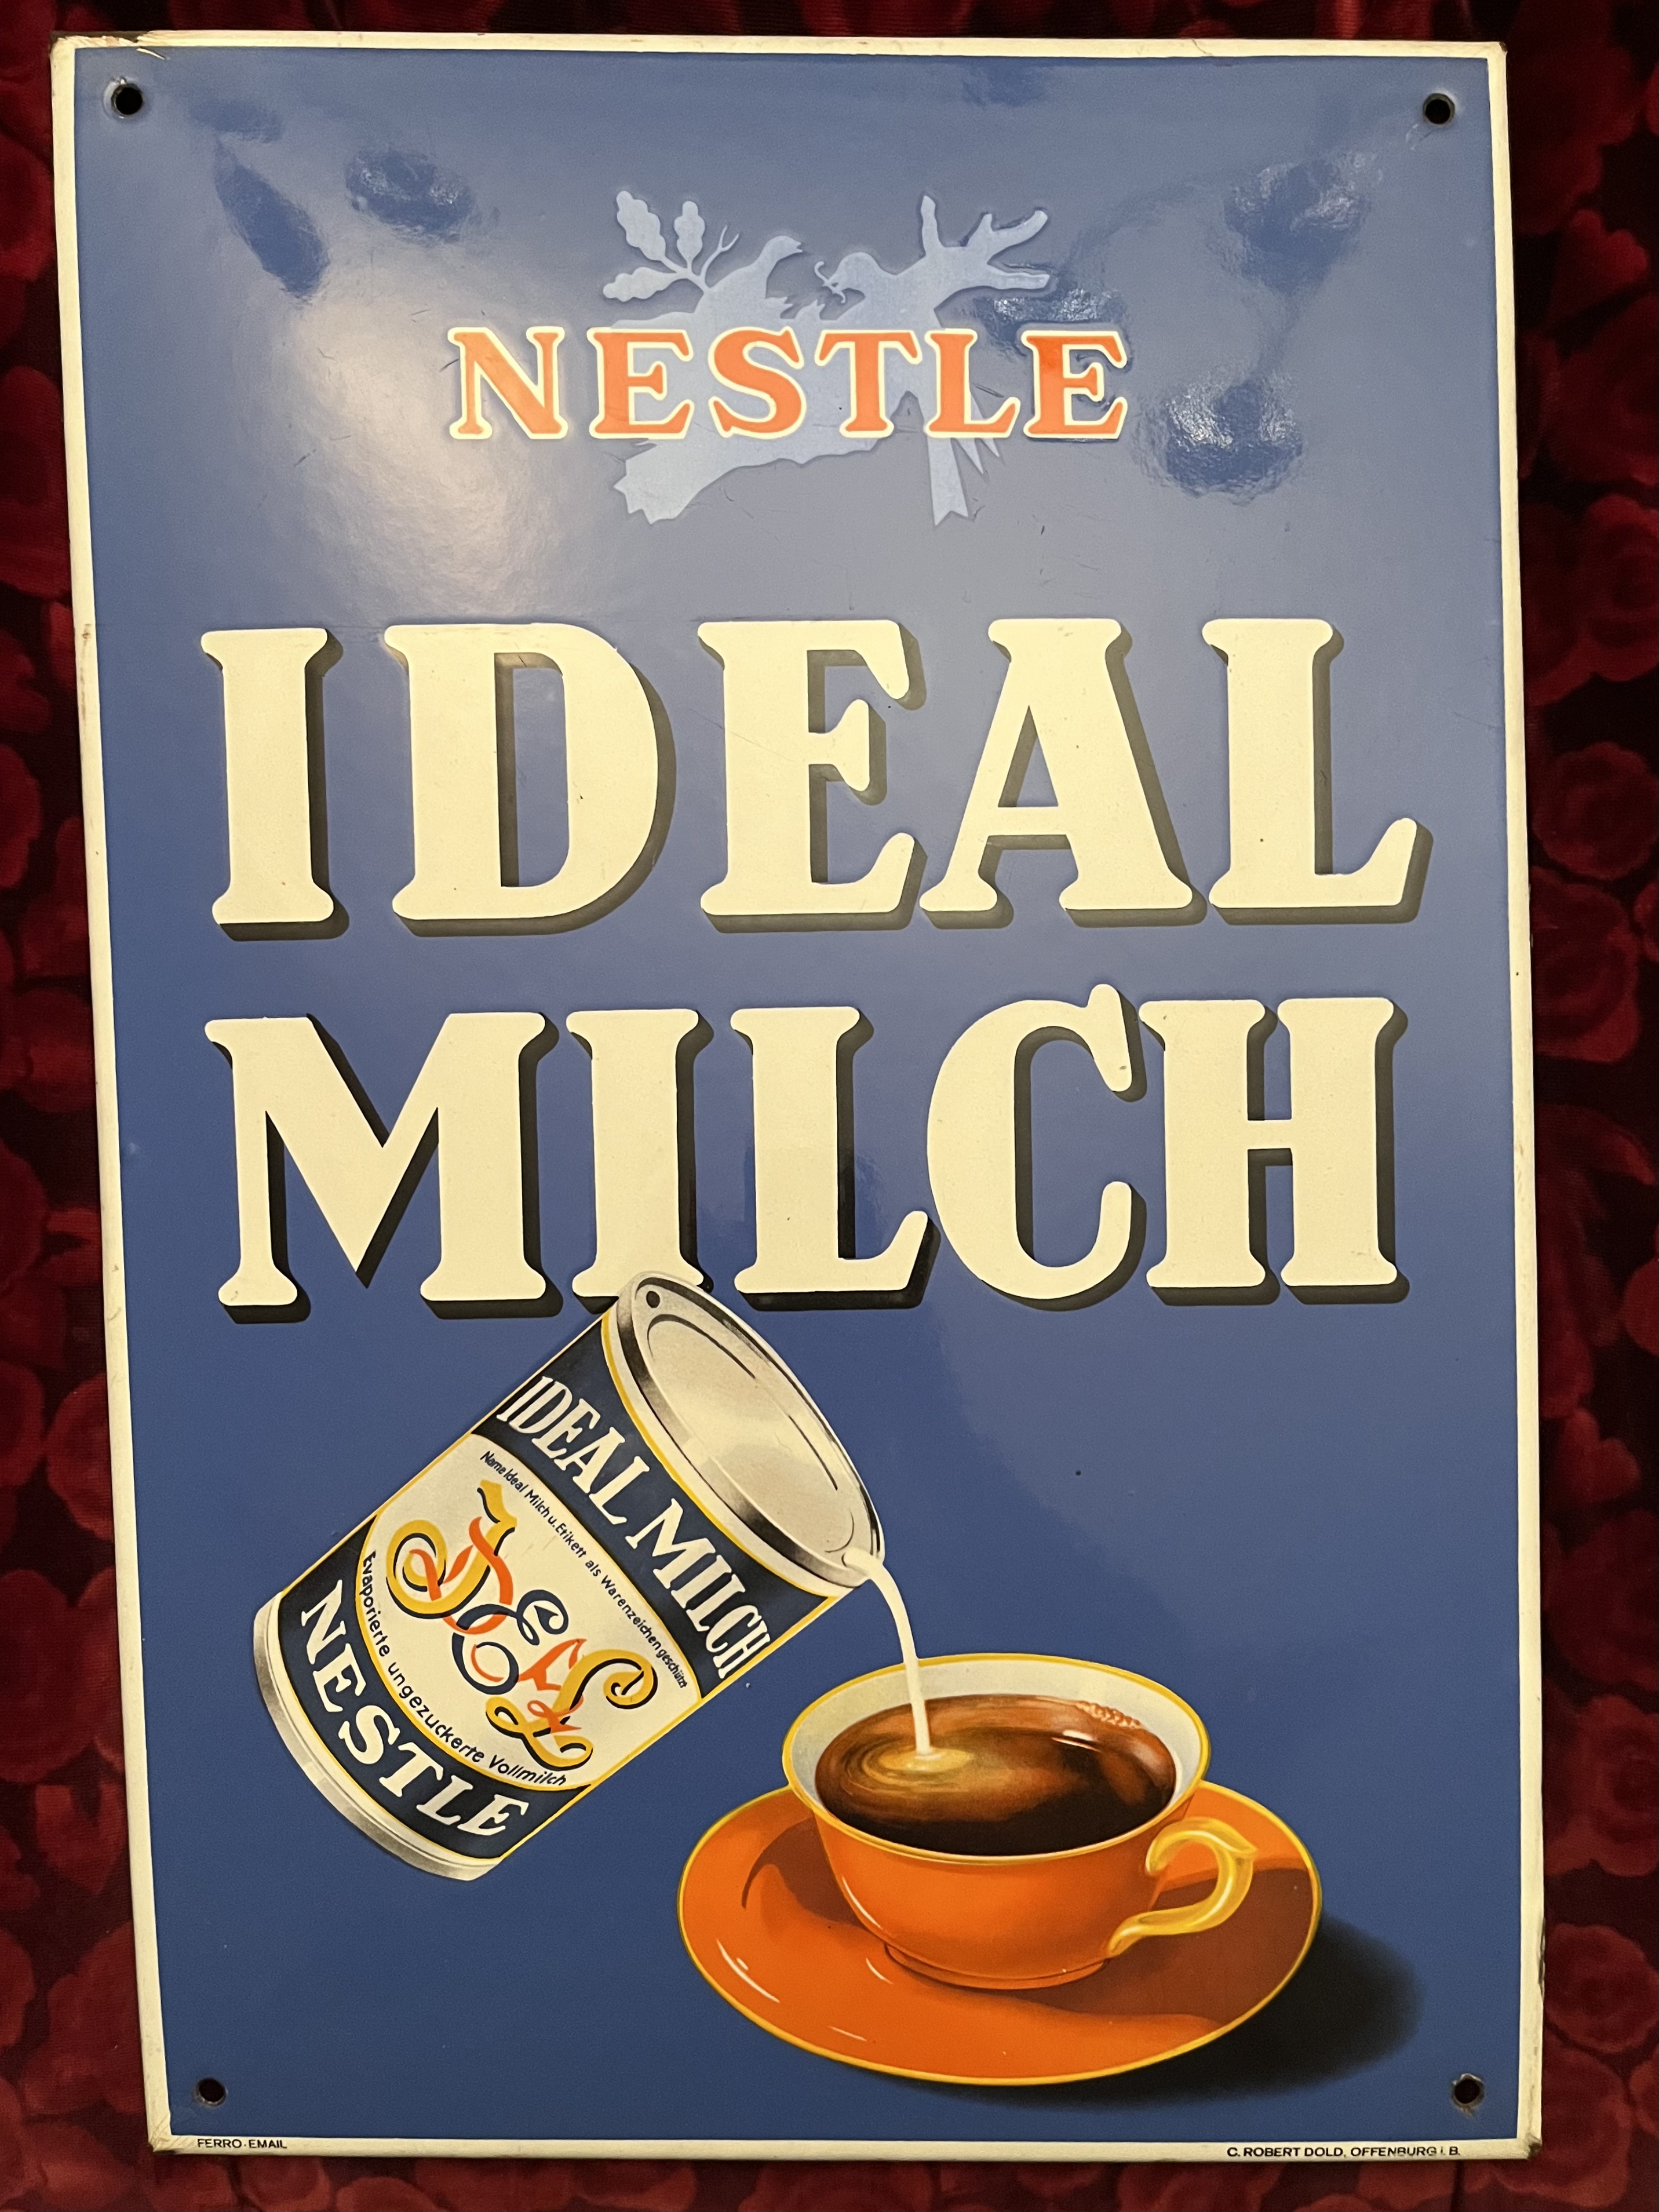 NESTLE
IDEAL
MILCH
IDEAL MILCH
Name Ideal Milch u. Etikett als Warenzeichen geschützt
IDEAL
Evaporierte ungezuckerte Vollmilch
NESTLE
FERRO-EMAIL
C. ROBERT DOLD, OFFENBURG i. B.